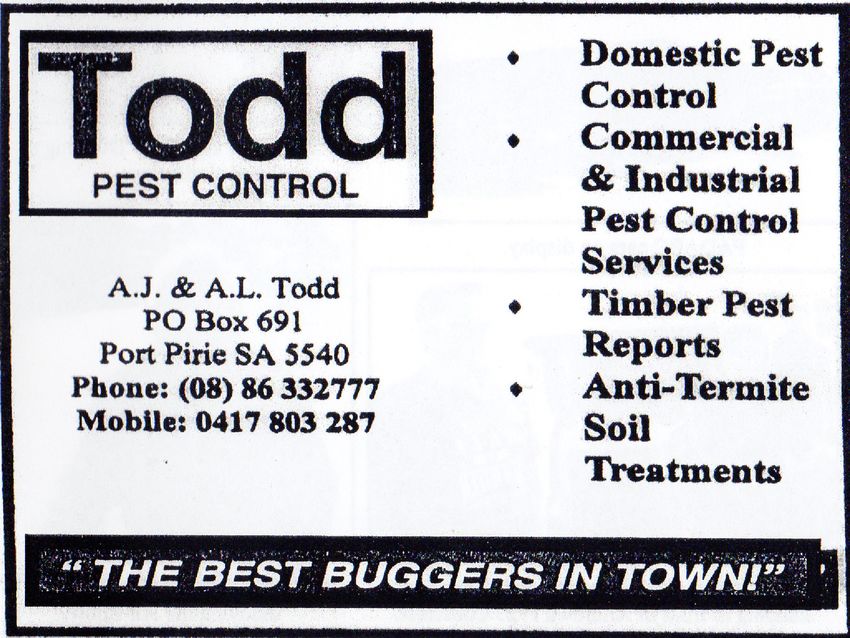 Todd
PEST CONTROL
A.J. & A.L. Todd
PO Box 691
Port Pirie SA 5540
Phone: (08) 86 332777
Mobile: 0417 803 287
• Domestic Pest
Control
• Commercial
& Industrial
Pest Control
Services
• Timber Pest
Reports
• Anti-Termite
Soil
Treatments
“ THE BEST BUGGERS IN TOWN!”